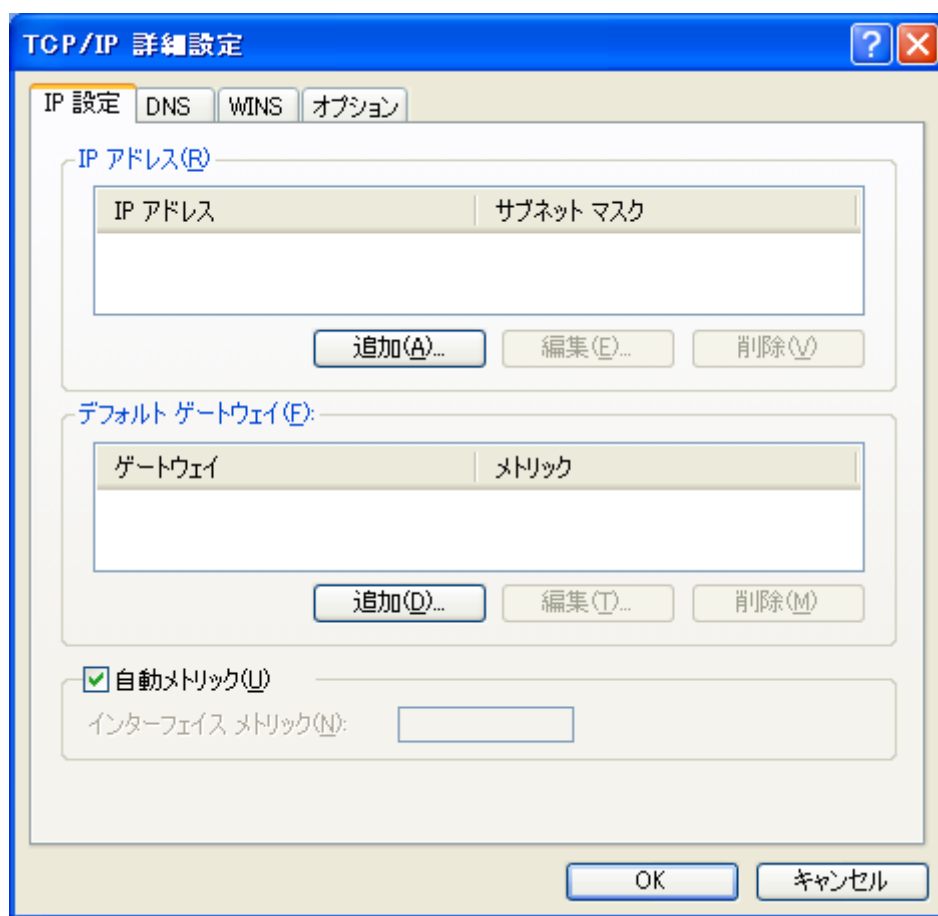 TCP/IP 詳細設定
IP 設定 DNS WINS オプション
IP アドレス(R)
IP アドレス サブネット マスク
追加(A)... 編集(E)... 削除(V)
デフォルト ゲートウェイ(F):
ゲートウェイ メトリック
追加(D)... 編集(T)... 削除(M)
自動メトリック(U)
インターフェイス メトリック(N):
OK キャンセル